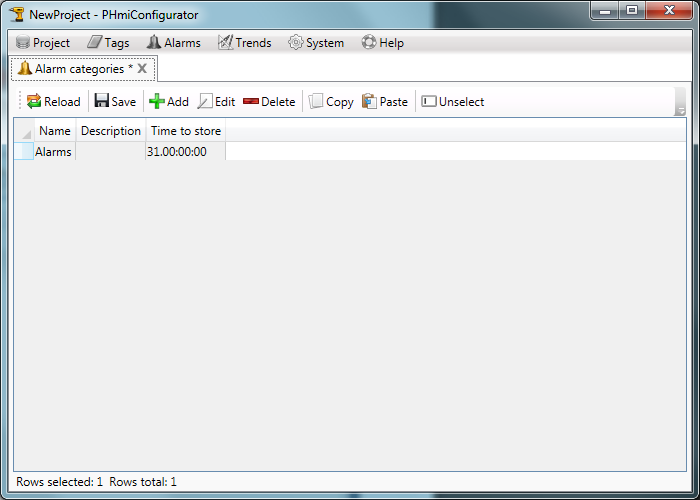 NewProject - PHmiConfigurator
Project Tags Alarms Trends System Help
Alarm categories *
Reload Save Add Edit Delete Copy Paste Unselect
Name Description Time to store
Alarms 31.00:00:00
Rows selected: 1 Rows total: 1